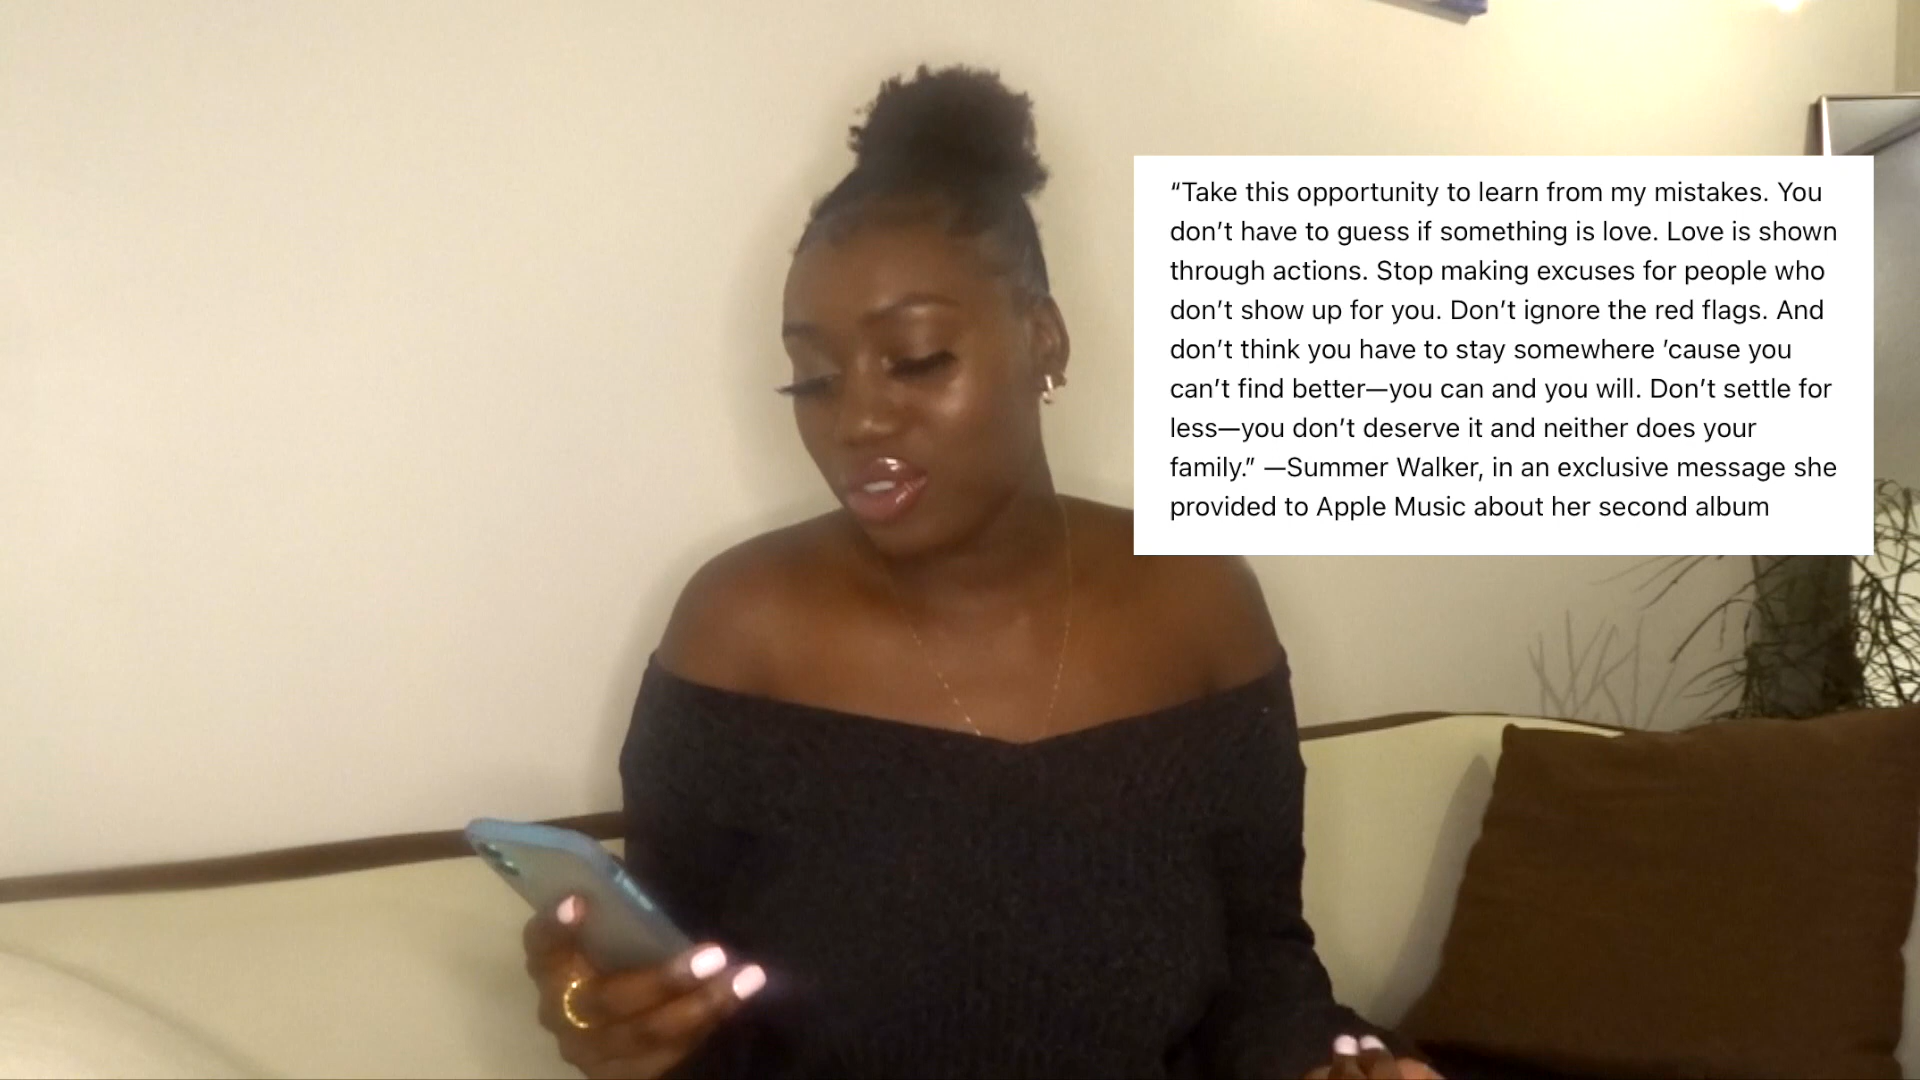 “Take this opportunity to learn from my mistakes. You
don’t have to guess if something is love. Love is shown
through actions. Stop making excuses for people who
don’t show up for you. Don’t ignore the red flags. And
don’t think you have to stay somewhere ’cause you
can’t find better—you can and you will. Don’t settle for
less—you don’t deserve it and neither does your
family.” —Summer Walker, in an exclusive message she
provided to Apple Music about her second album